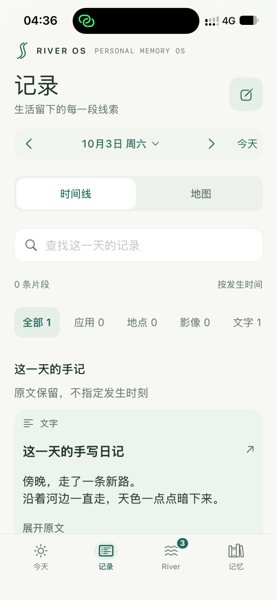 04:36
4G
RIVER OS PERSONAL MEMORY OS
记录
生活留下的每一段线索
10月3日 周六
今天
时间线
地图
查找这一天的记录
0 条片段
按发生时间
全部 1
应用 0
地点 0
影像 0
文字 1
这一天的手记
原文保留，不指定发生时刻
文字
这一天的手写日记
傍晚，走了一条新路。
沿着河边一直走，天色一点点暗下来。
展开原文
3
今天
记录
River
记忆